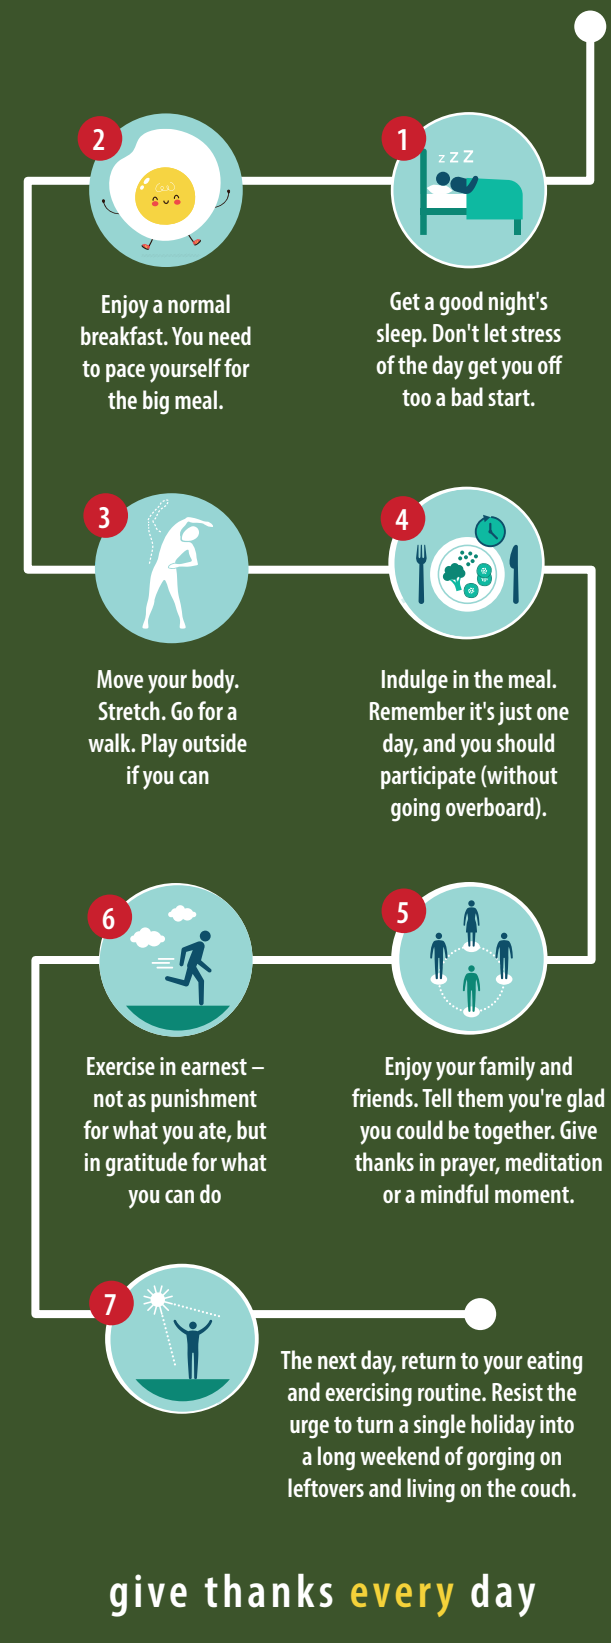 1
z z z
Get a good night's
sleep. Don't let stress
of the day get you off
too a bad start.
2
Enjoy a normal
breakfast. You need
to pace yourself for
the big meal.
3
Move your body.
Stretch. Go for a
walk. Play outside
if you can
4
Indulge in the meal.
Remember it's just one
day, and you should
participate (without
going overboard).
5
Enjoy your family and
friends. Tell them you're glad
you could be together. Give
thanks in prayer, meditation
or a mindful moment.
6
Exercise in earnest –
not as punishment
for what you ate, but
in gratitude for what
you can do
7
The next day, return to your eating
and exercising routine. Resist the
urge to turn a single holiday into
a long weekend of gorging on
leftovers and living on the couch.
give thanks every day